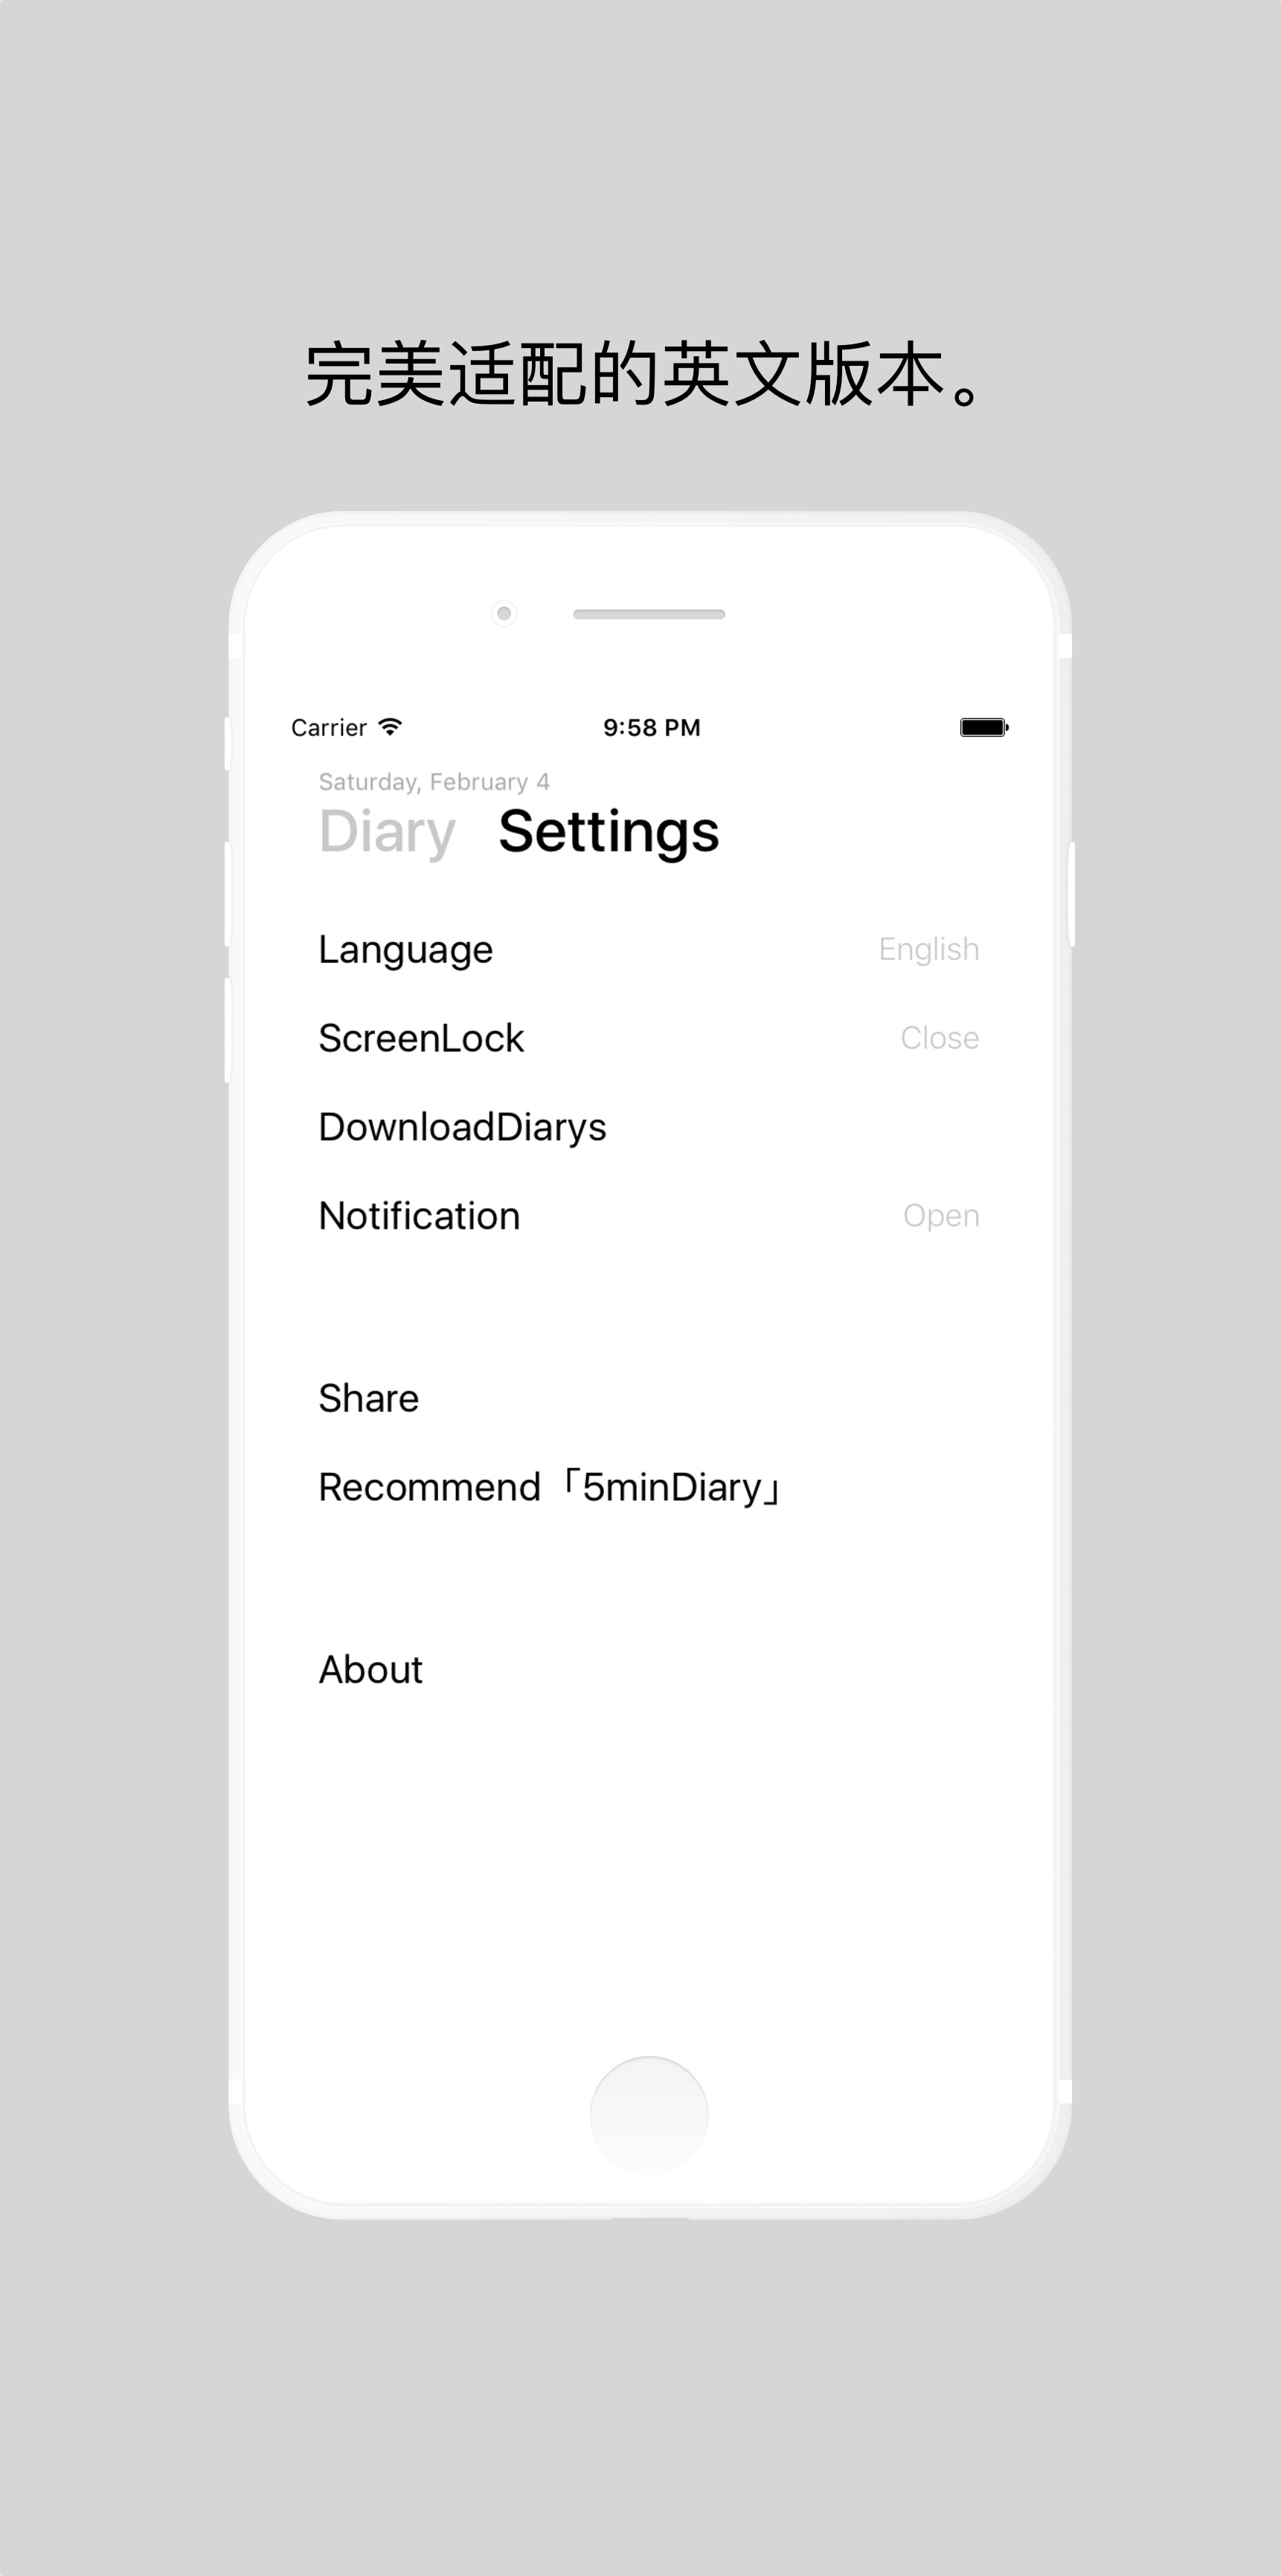 完美适配的英文版本。
Carrier 9:58 PM
Saturday, February 4
Diary Settings
Language English
ScreenLock Close
DownloadDiarys
Notification Open
Share
Recommend「5minDiary」
About